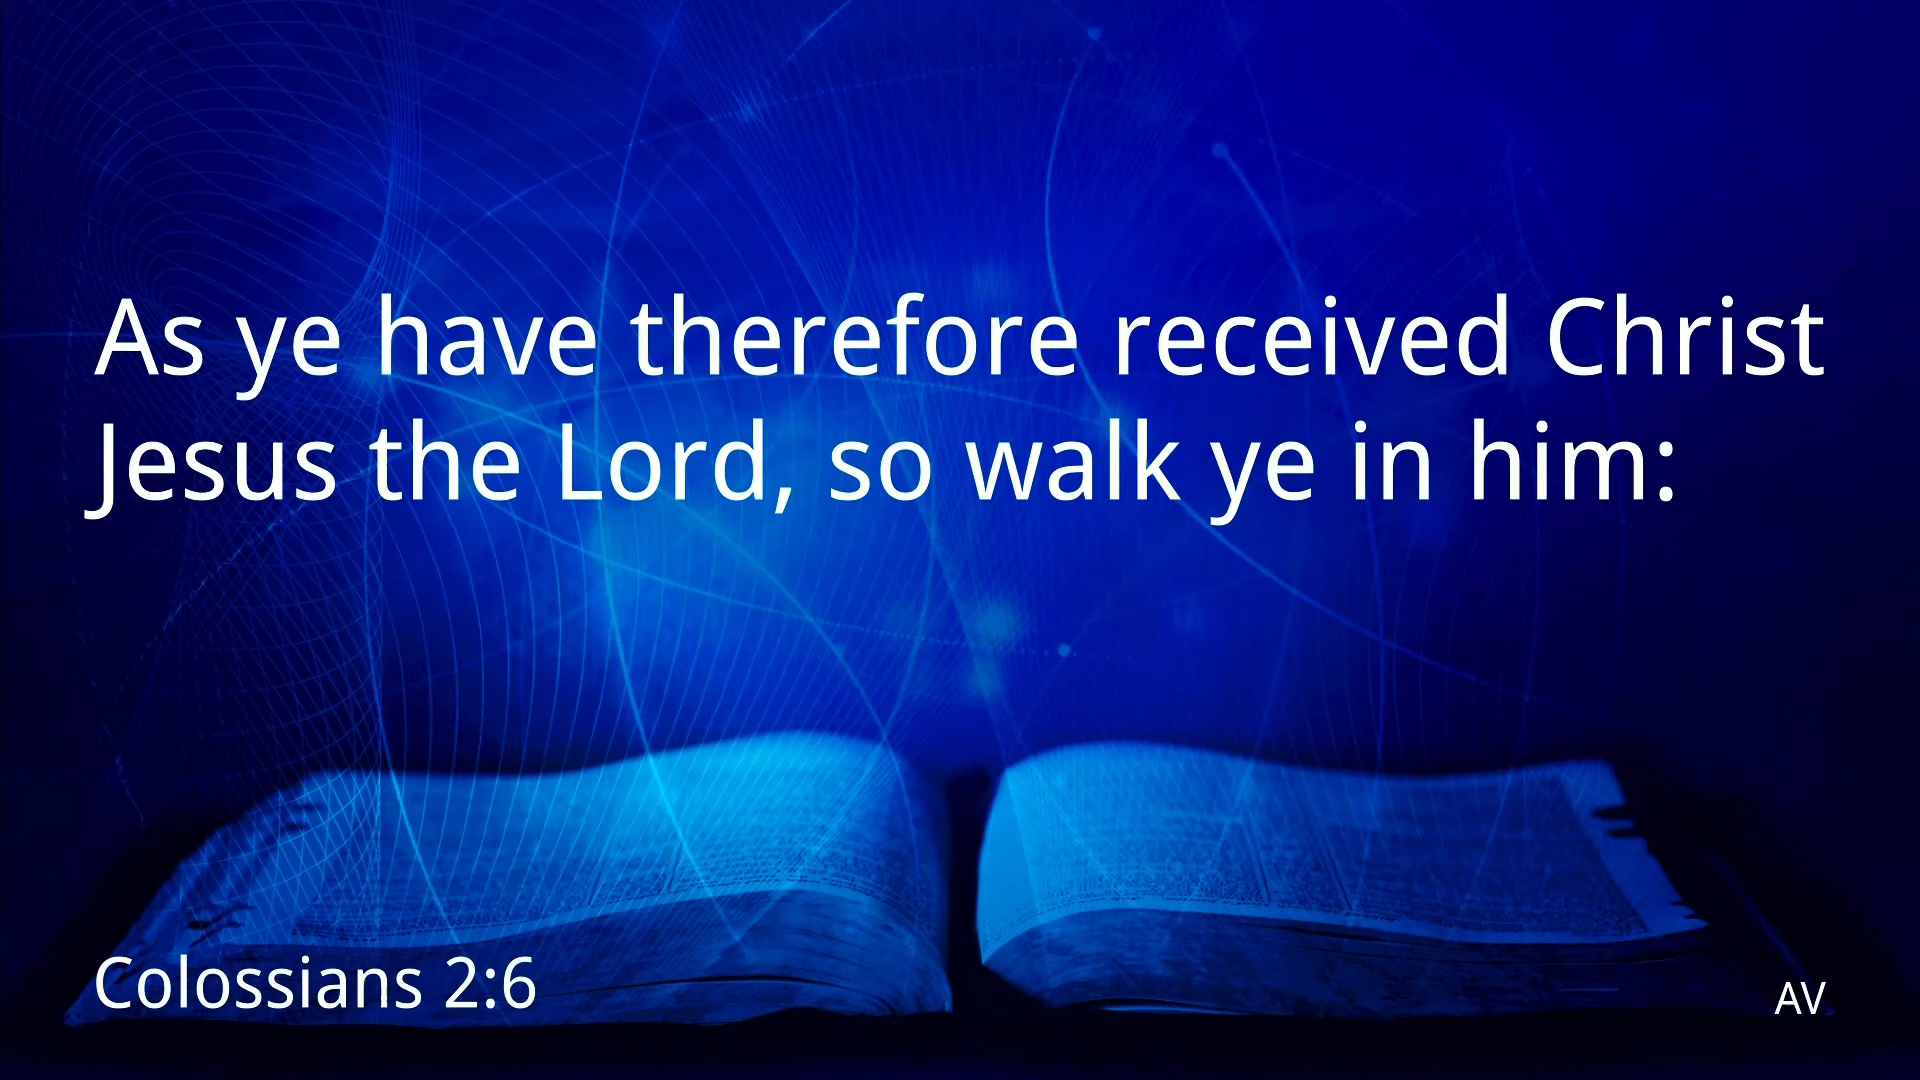 As ye have therefore received Christ
Jesus the Lord, so walk ye in him:
Colossians 2:6
AV